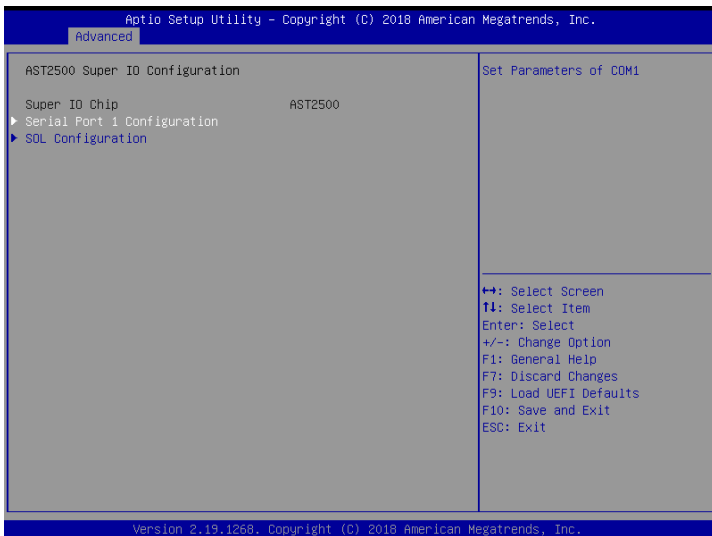 Aptio Setup Utility – Copyright (C) 2018 American Megatrends, Inc.
Advanced
AST2500 Super IO Configuration
Super IO Chip AST2500
Serial Port 1 Configuration
SOL Configuration
Set Parameters of COM1
↔: Select Screen
↑↓: Select Item
Enter: Select
+/-: Change Option
F1: General Help
F7: Discard Changes
F9: Load UEFI Defaults
F10: Save and Exit
ESC: Exit
Version 2.19.1268. Copyright (C) 2018 American Megatrends, Inc.